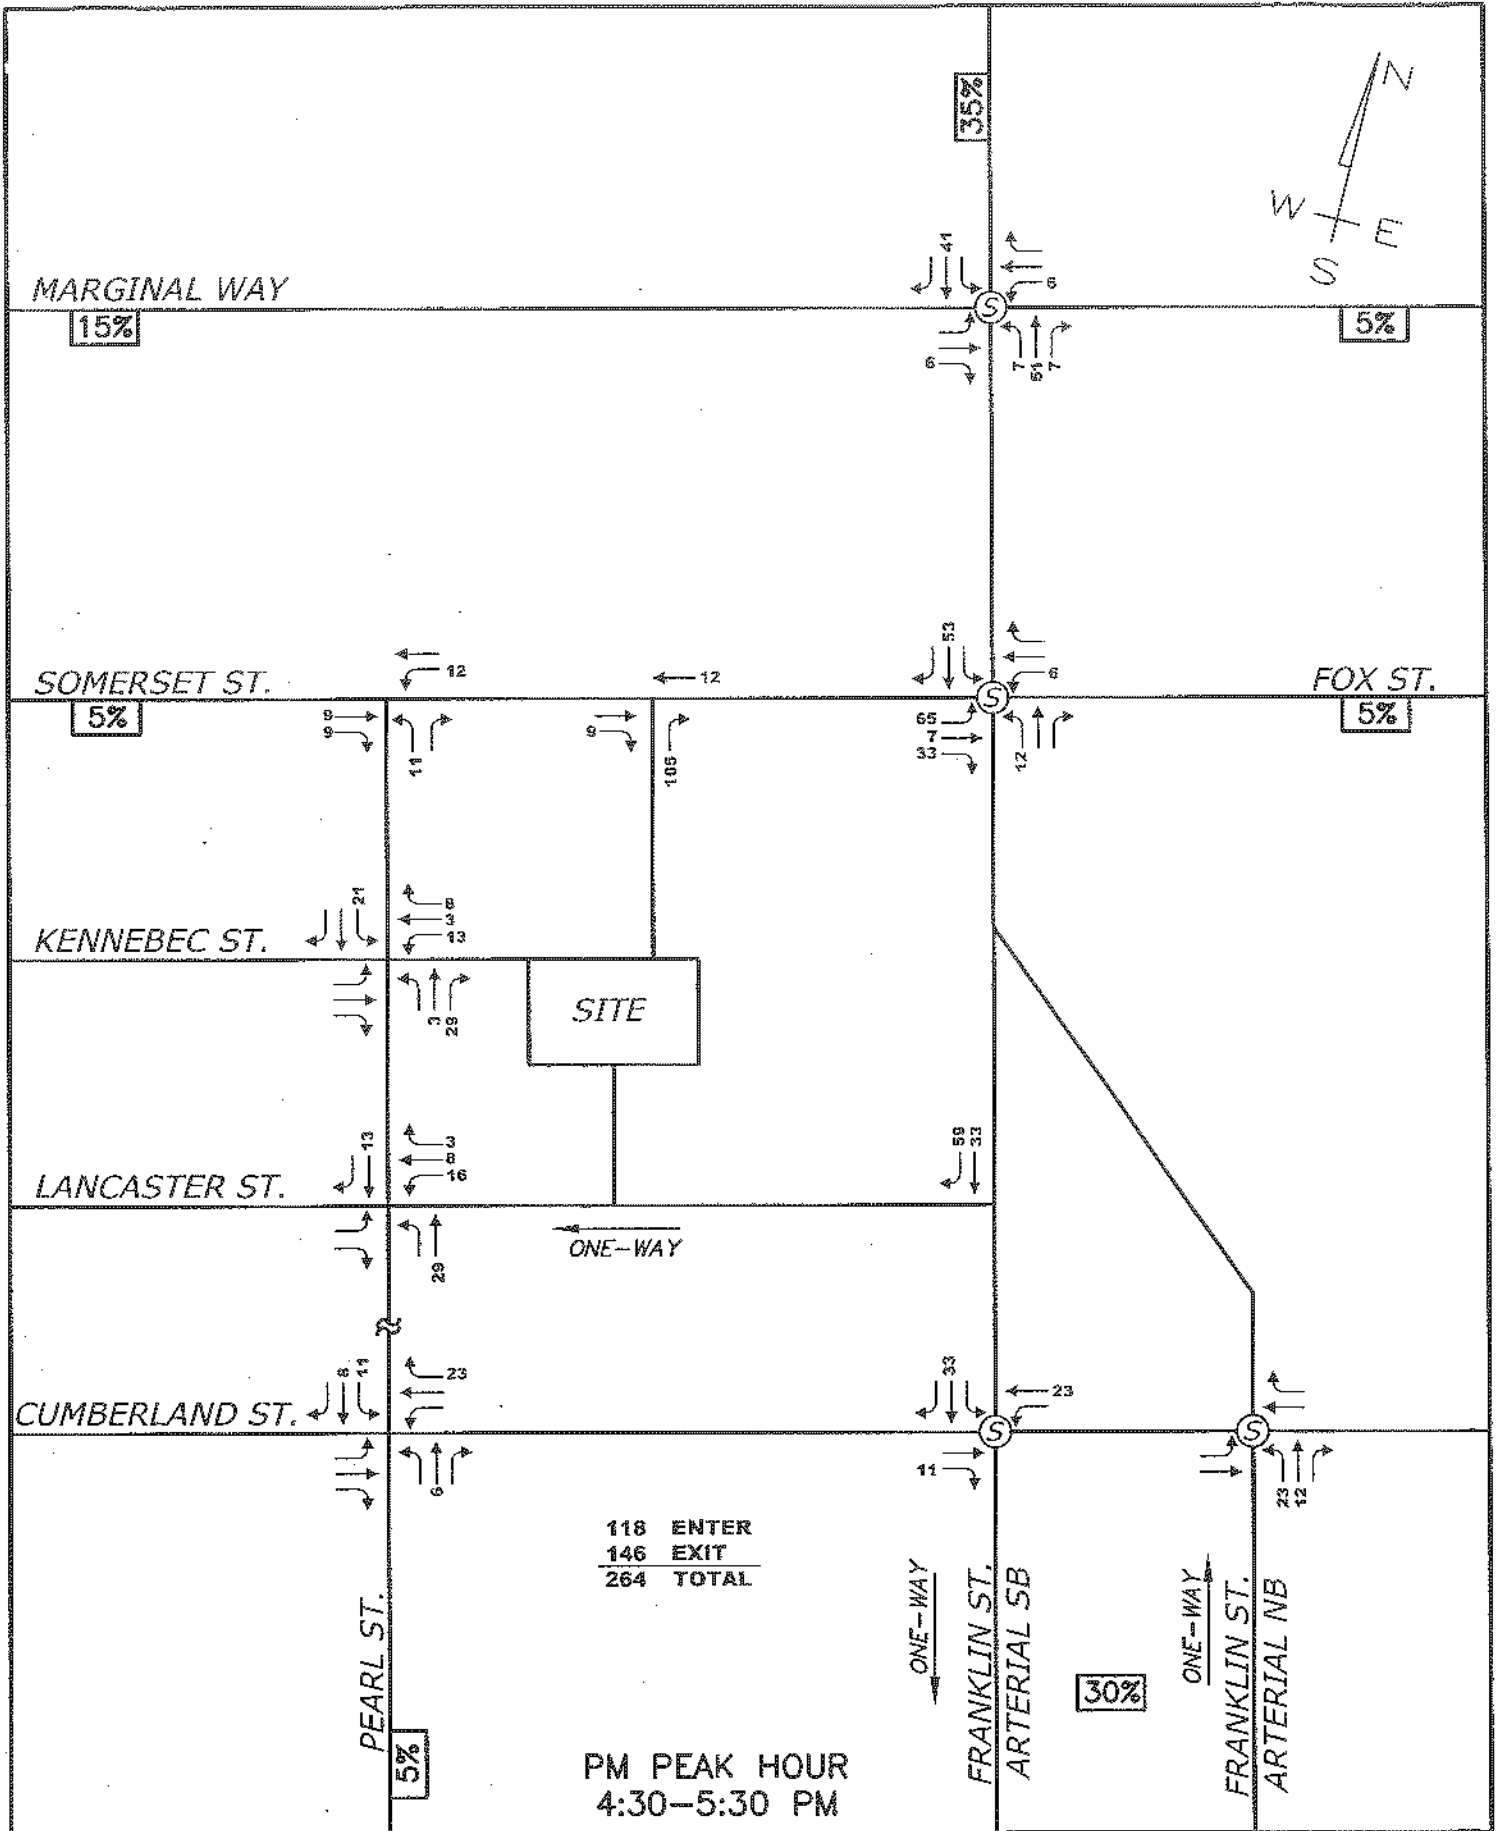 35%
N
W
E
S
41
MARGINAL WAY
6
15%
5%
6
7
51
7
53
12
12
SOMERSET ST.
6
FOX ST.
5%
9
9
11
9
105
65
7
33
12
5%
21
8
3
13
KENNEBEC ST.
3
29
SITE
13
3
8
16
59
33
LANCASTER ST.
29
ONE-WAY
8
11
23
33
23
CUMBERLAND ST.
S
S
S
S
6
11
23
12
118 ENTER
146 EXIT
264 TOTAL
PEARL ST.
5%
ONE-WAY
FRANKLIN ST.
ARTERIAL SB
30%
ONE-WAY
FRANKLIN ST.
ARTERIAL NB
PM PEAK HOUR
4:30-5:30 PM